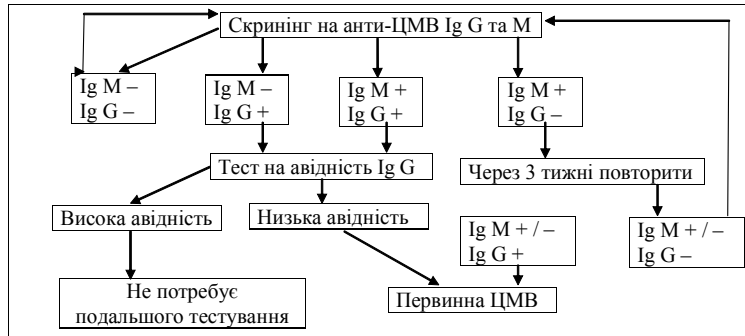 Скринінг на анти-ЦМВ Ig G та М
Ig M –
Ig G –
Ig M –
Ig G +
Ig M +
Ig G +
Ig M +
Ig G –
Тест на авідність Ig G
Через 3 тижні повторити
Висока авідність
Низька авідність
Ig M + / –
Ig G +
Ig M + / –
Ig G –
Не потребує
подальшого тестування
Первинна ЦМВ